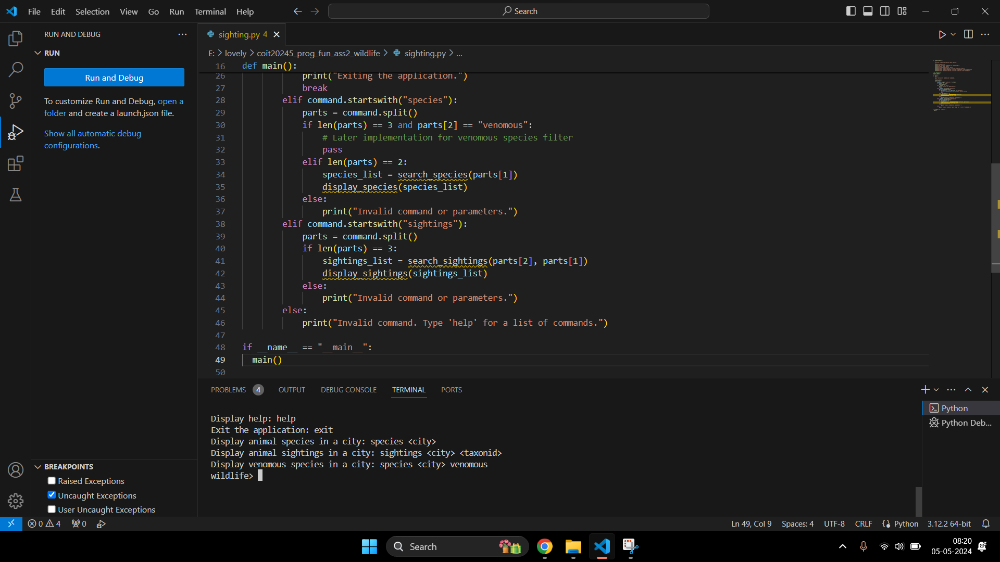 File Edit Selection View Go Run Terminal Help
Search
RUN AND DEBUG
RUN
Run and Debug
To customize Run and Debug, open a
folder and create a launch.json file.
Show all automatic debug
configurations.
sighting.py 4
E: > lovely > coit20245_prog_fun_ass2_wildlife > sighting.py > ...
16 def main():
26 print("Exiting the application.")
27 break
28 elif command.startswith("species"):
29 parts = command.split()
30 if len(parts) == 3 and parts[2] == "venomous":
31 # Later implementation for venomous species filter
32 pass
33 elif len(parts) == 2:
34 species_list = search_species(parts[1])
35 display_species(species_list)
36 else:
37 print("Invalid command or parameters.")
38 elif command.startswith("sightings"):
39 parts = command.split()
40 if len(parts) == 3:
41 sightings_list = search_sightings(parts[2], parts[1])
42 display_sightings(sightings_list)
43 else:
44 print("Invalid command or parameters.")
45 else:
46 print("Invalid command. Type 'help' for a list of commands.")
47
48 if __name__ == "__main__":
49 main()
50
PROBLEMS 4 OUTPUT DEBUG CONSOLE TERMINAL PORTS
Display help: help
Exit the application: exit
Display animal species in a city: species <city>
Display animal sightings in a city: sightings <city> <taxonid>
Display venomous species in a city: species <city> venomous
wildlife>
Python
Python Deb...
BREAKPOINTS
Raised Exceptions
Uncaught Exceptions
User Uncaught Exceptions
0 4 0
Ln 49, Col 9 Spaces: 4 UTF-8 CRLF Python 3.12.2 64-bit
Search
08:20
05-05-2024